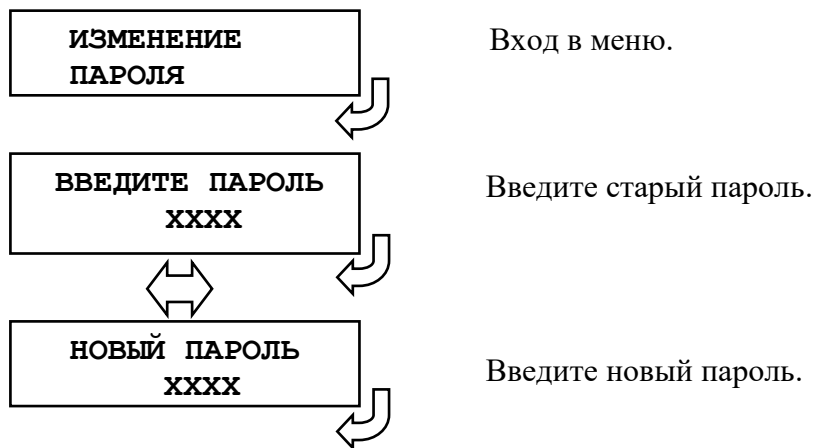 ИЗМЕНЕНИЕ
ПАРОЛЯ
Вход в меню.
ВВЕДИТЕ ПАРОЛЬ
XXXX
Введите старый пароль.
НОВЫЙ ПАРОЛЬ
XXXX
Введите новый пароль.